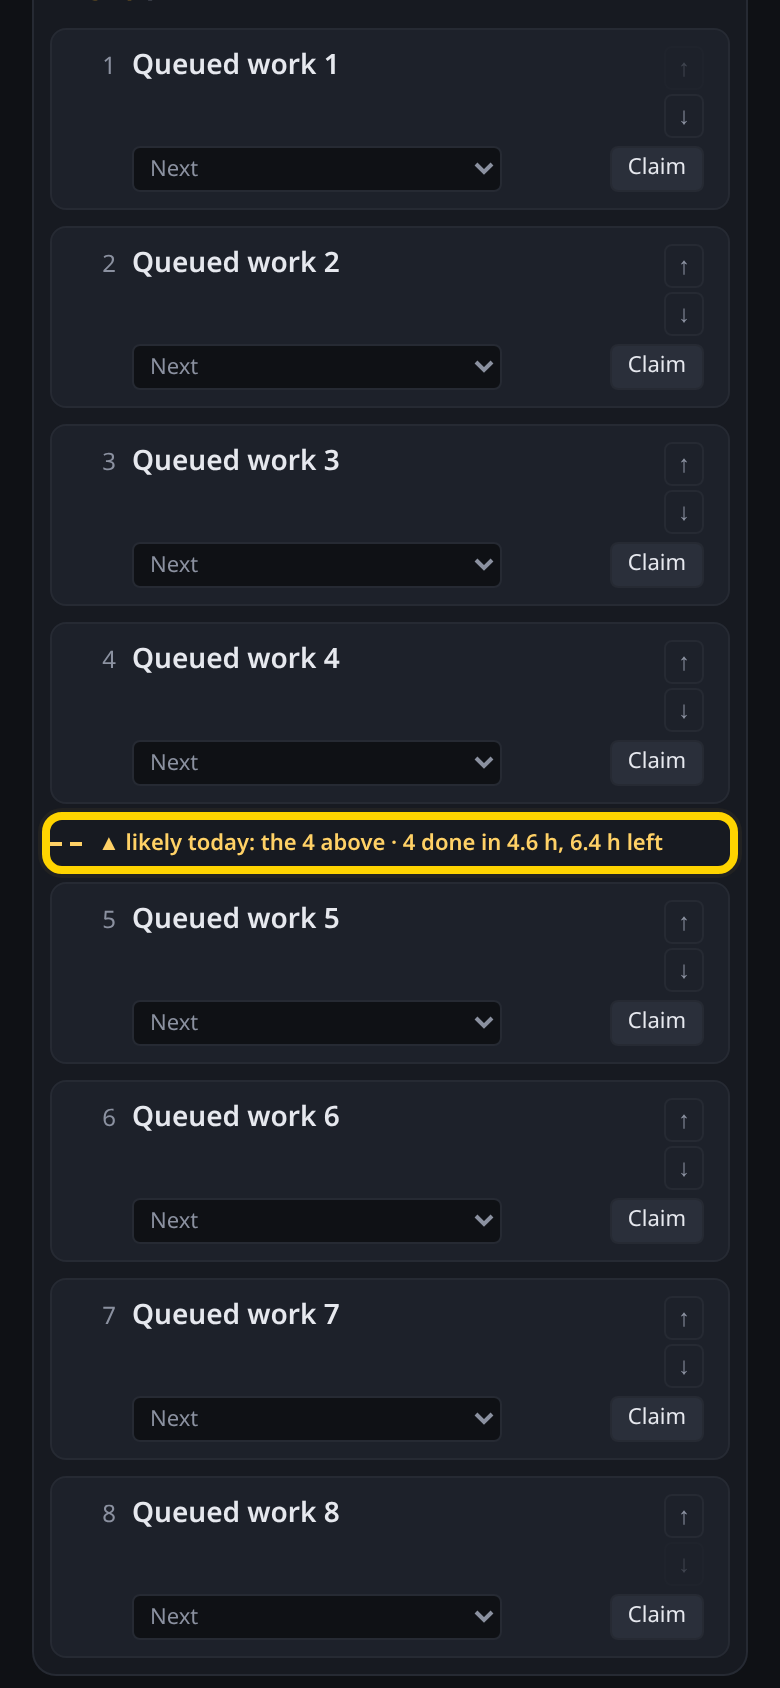 1 Queued work 1
↑
↓
Next
Claim
2 Queued work 2
↑
↓
Next
Claim
3 Queued work 3
↑
↓
Next
Claim
4 Queued work 4
↑
↓
Next
Claim
▲ likely today: the 4 above · 4 done in 4.6 h, 6.4 h left
5 Queued work 5
↑
↓
Next
Claim
6 Queued work 6
↑
↓
Next
Claim
7 Queued work 7
↑
↓
Next
Claim
8 Queued work 8
↑
↓
Next
Claim